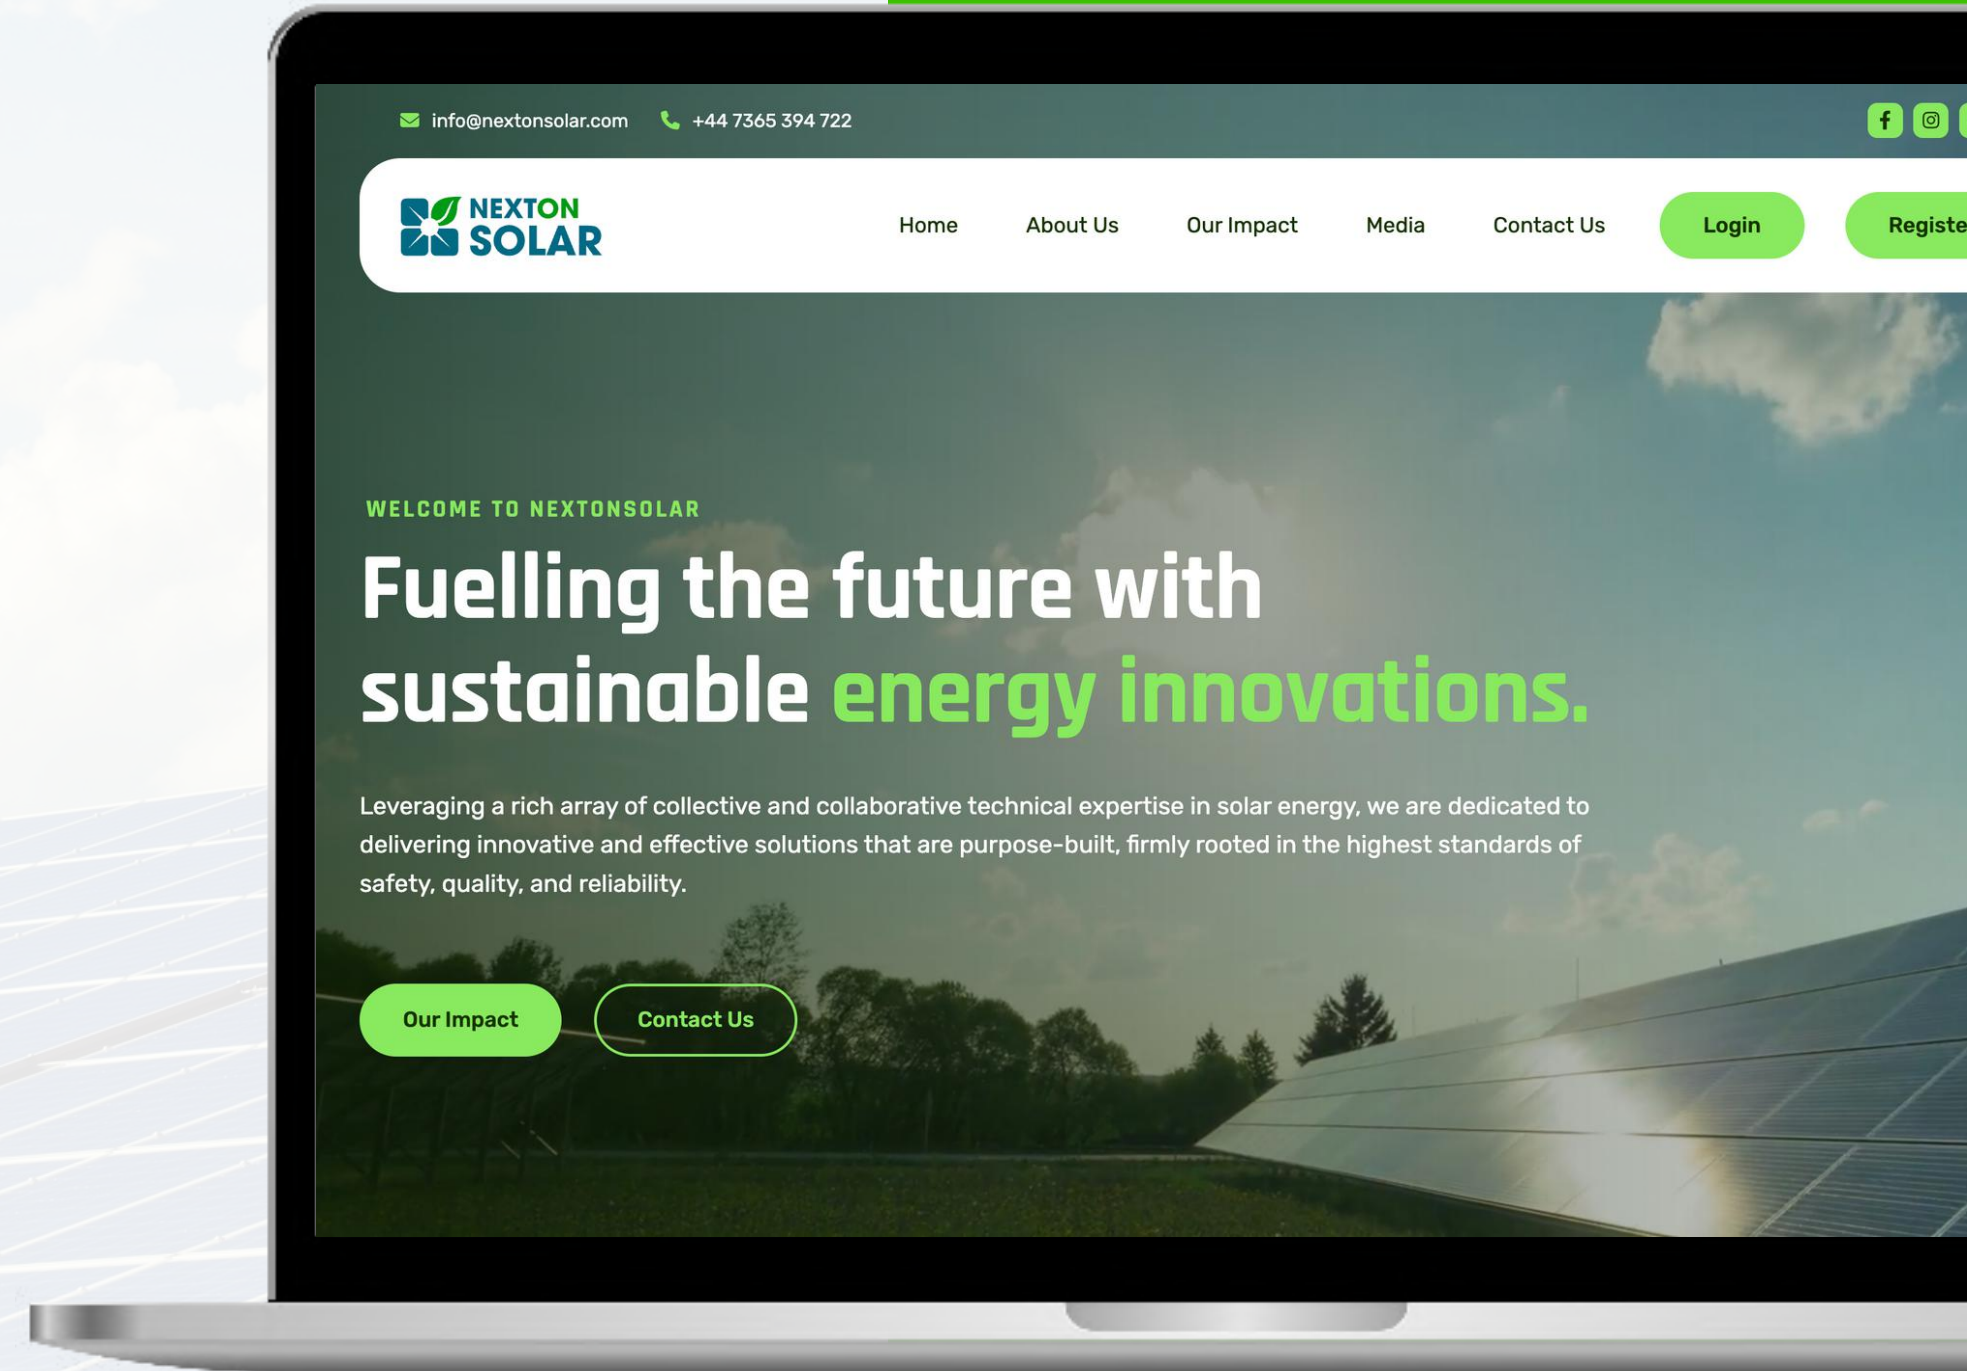 info@nextonsolar.com +44 7365 394 722
NEXTON
SOLAR
Home About Us Our Impact Media Contact Us Login Registe
WELCOME TO NEXTONSOLAR
Fuelling the future with
sustainable energy innovations.
Leveraging a rich array of collective and collaborative technical expertise in solar energy, we are dedicated to
delivering innovative and effective solutions that are purpose-built, firmly rooted in the highest standards of
safety, quality, and reliability.
Our Impact Contact Us